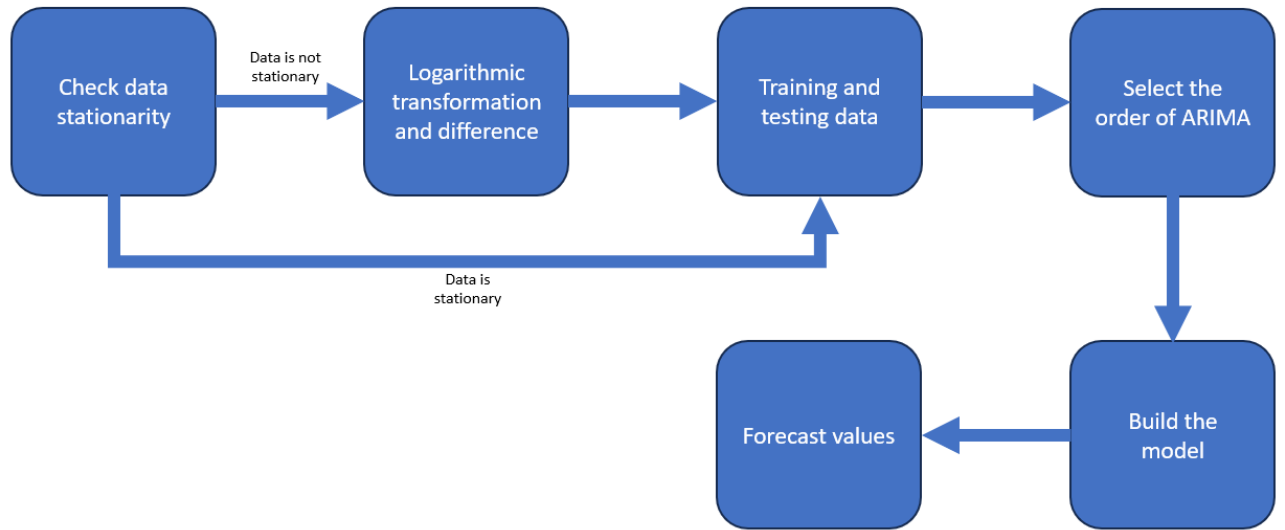 Check data
stationarity
Data is not
stationary
Logarithmic
transformation
and difference
Training and
testing data
Select the
order of ARIMA
Data is
stationary
Build the
model
Forecast values